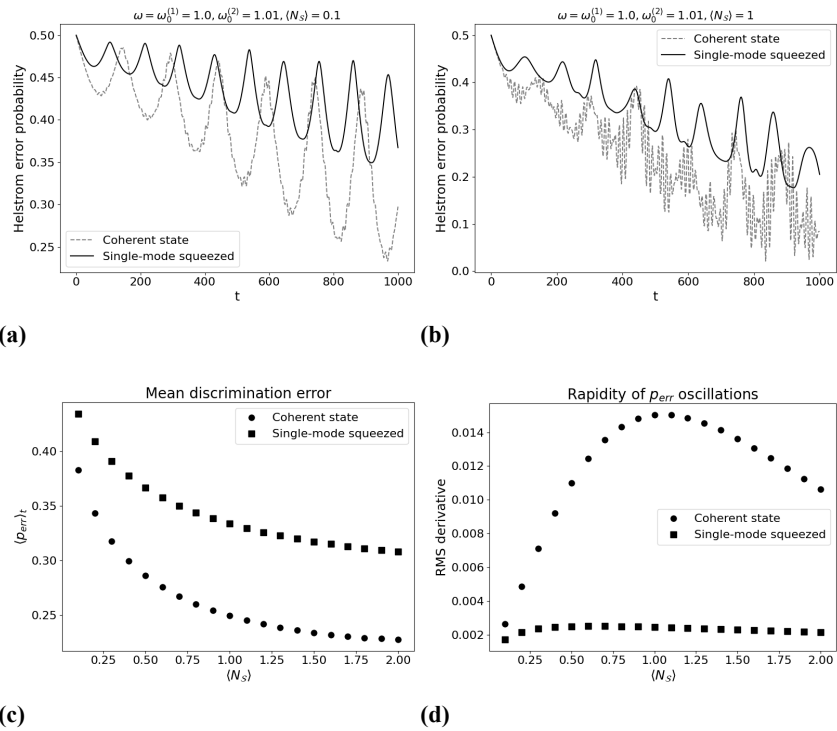 ω = ω₀⁽¹⁾ = 1.0, ω₀⁽²⁾ = 1.01, ⟨N_S⟩ = 0.1
Helstrom error probability
0.50
0.45
0.40
0.35
0.30
0.25
Coherent state
Single-mode squeezed
0 200 400 600 800 1000
t
(a)
ω = ω₀⁽¹⁾ = 1.0, ω₀⁽²⁾ = 1.01, ⟨N_S⟩ = 1
Helstrom error probability
0.5
0.4
0.3
0.2
0.1
0.0
Coherent state
Single-mode squeezed
0 200 400 600 800 1000
t
(b)
Mean discrimination error
⟨p_err⟩_t
0.40
0.35
0.30
0.25
Coherent state
Single-mode squeezed
0.25 0.50 0.75 1.00 1.25 1.50 1.75 2.00
⟨N_S⟩
(c)
Rapidity of p_err oscillations
RMS derivative
0.014
0.012
0.010
0.008
0.006
0.004
0.002
Coherent state
Single-mode squeezed
0.25 0.50 0.75 1.00 1.25 1.50 1.75 2.00
⟨N_S⟩
(d)